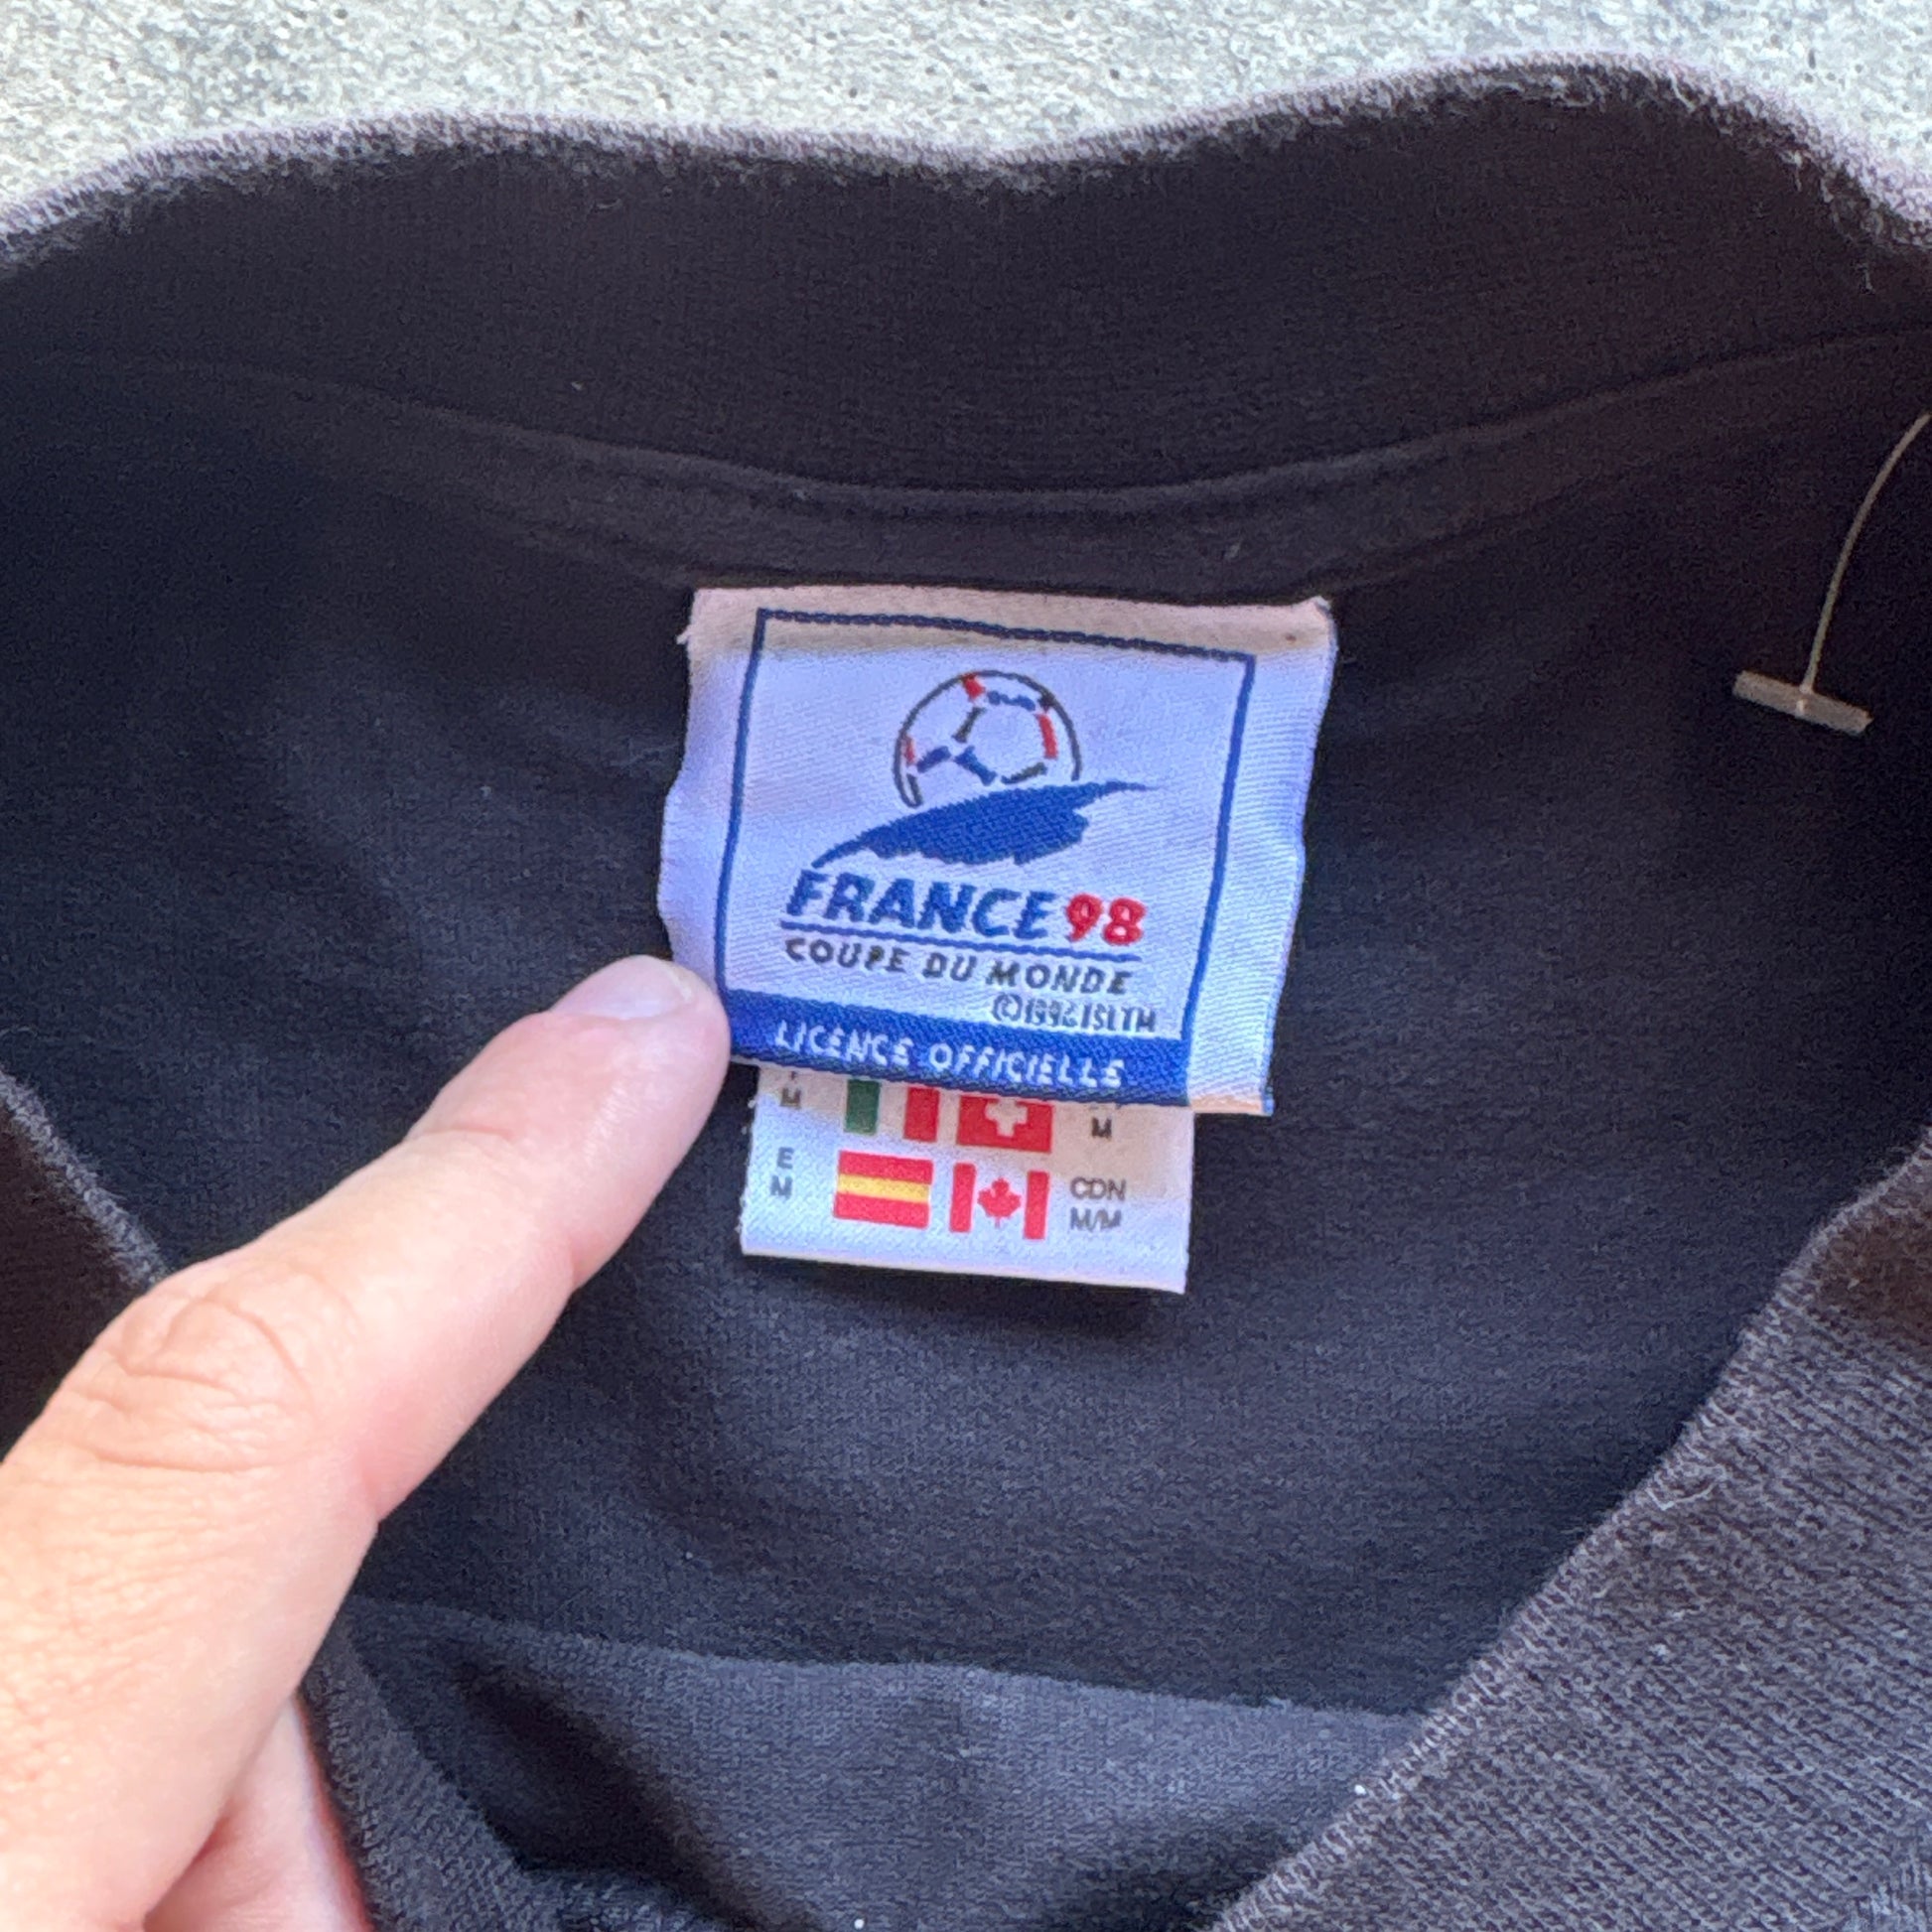 FRANCE 98
COUPE DU MONDE
©1992 ISL TM
LICENCE OFFICIELLE
M M
E CDN
M M/M